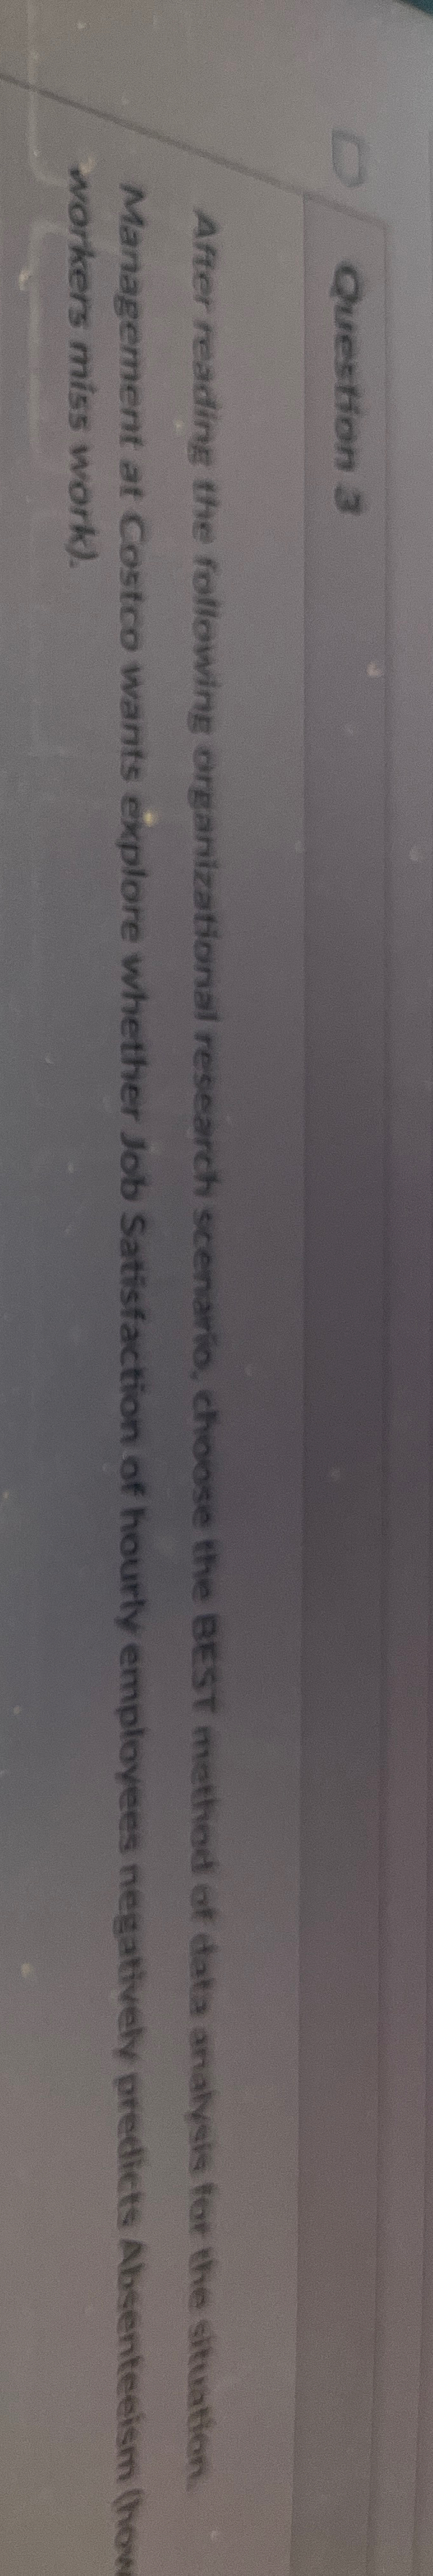 Question 3
After reading the following organizational research scenario, choose the BEST method of data analysis for the situation.
Management at Costco wants explore whether Job Satisfaction of hourly employees negatively predicts Absenteeism (how
workers miss work).